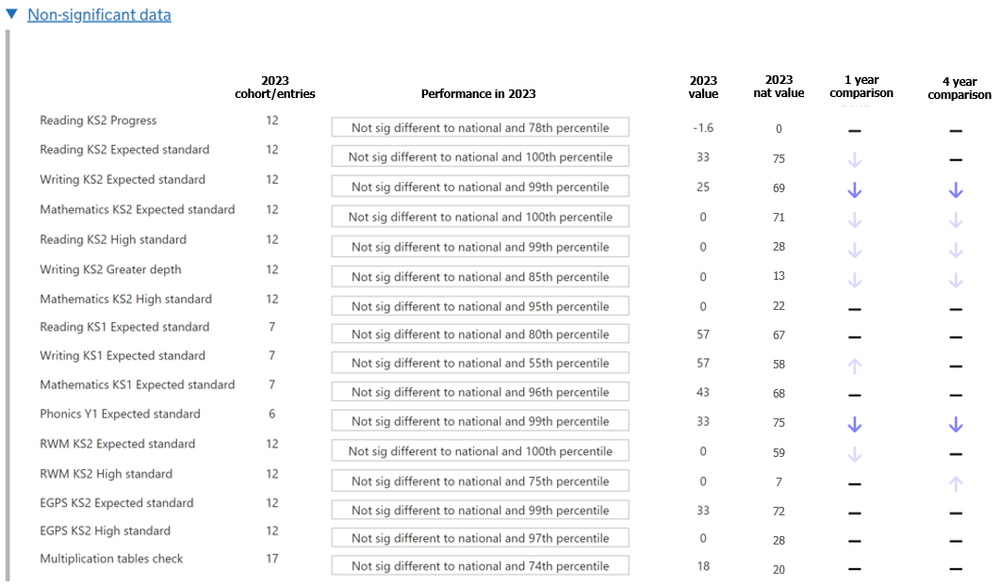 Non-significant data
2023 cohort/entries Performance in 2023 2023 value 2023 nat value 1 year comparison 4 year comparison
Reading KS2 Progress 12 Not sig different to national and 78th percentile -1.6 0 – –
Reading KS2 Expected standard 12 Not sig different to national and 100th percentile 33 75 ↓ –
Writing KS2 Expected standard 12 Not sig different to national and 99th percentile 25 69 ↓ ↓
Mathematics KS2 Expected standard 12 Not sig different to national and 100th percentile 0 71 ↓ ↓
Reading KS2 High standard 12 Not sig different to national and 99th percentile 0 28 ↓ ↓
Writing KS2 Greater depth 12 Not sig different to national and 85th percentile 0 13 ↓ ↓
Mathematics KS2 High standard 12 Not sig different to national and 95th percentile 0 22 – –
Reading KS1 Expected standard 7 Not sig different to national and 80th percentile 57 67 – –
Writing KS1 Expected standard 7 Not sig different to national and 55th percentile 57 58 ↑ –
Mathematics KS1 Expected standard 7 Not sig different to national and 96th percentile 43 68 – –
Phonics Y1 Expected standard 6 Not sig different to national and 99th percentile 33 75 ↓ ↓
RWM KS2 Expected standard 12 Not sig different to national and 100th percentile 0 59 ↓ –
RWM KS2 High standard 12 Not sig different to national and 75th percentile 0 7 – ↑
EGPS KS2 Expected standard 12 Not sig different to national and 99th percentile 33 72 – –
EGPS KS2 High standard 12 Not sig different to national and 97th percentile 0 28 – –
Multiplication tables check 17 Not sig different to national and 74th percentile 18 20 – –